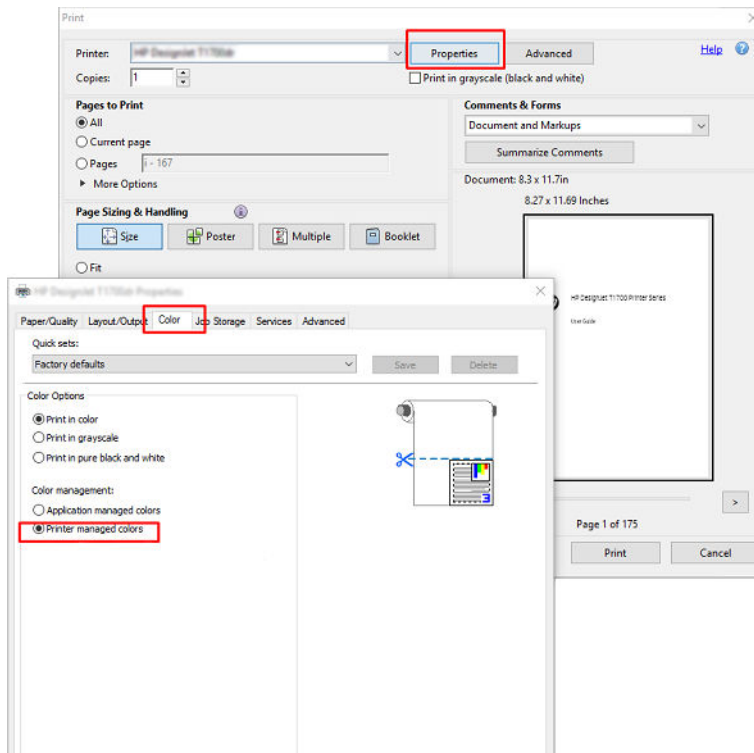 Print
Printer:
Properties
Advanced
Help
Copies:
1
Print in grayscale (black and white)
Pages to Print
All
Current page
Pages
i - 167
More Options
Comments & Forms
Document and Markups
Summarize Comments
Document: 8.3 x 11.7in
8.27 x 11.69 Inches
Page Sizing & Handling
Size
Poster
Multiple
Booklet
Fit
HP DesignJet T1700 Printer Series
User Guide
Page 1 of 175
Print
Cancel
Paper/Quality
Layout/Output
Color
Job Storage
Services
Advanced
Quick sets:
Factory defaults
Save
Delete
Color Options
Print in color
Print in grayscale
Print in pure black and white
Color management:
Application managed colors
Printer managed colors
3